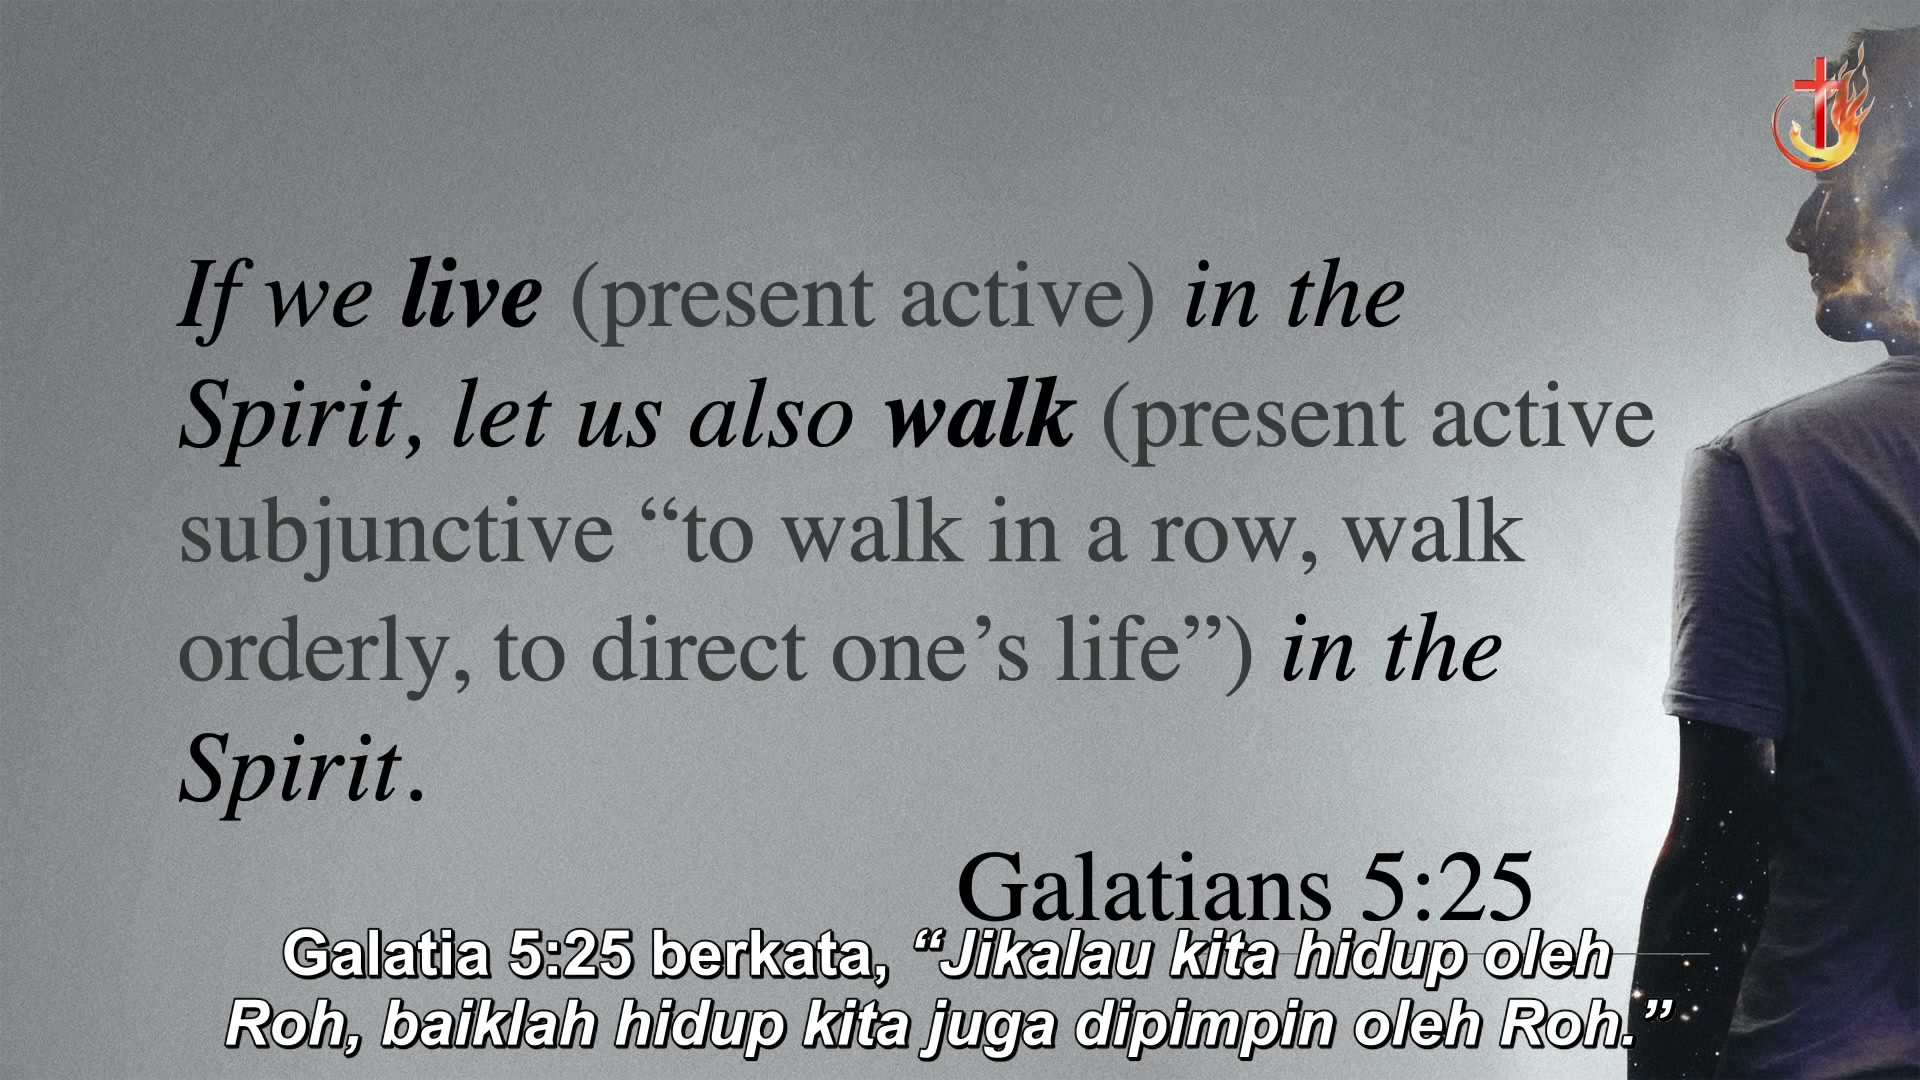 If we live (present active) in the
Spirit, let us also walk (present active
subjunctive “to walk in a row, walk
orderly, to direct one’s life”) in the
Spirit.
Galatians 5:25
Galatia 5:25 berkata, “Jikalau kita hidup oleh
Roh, baiklah hidup kita juga dipimpin oleh Roh.”